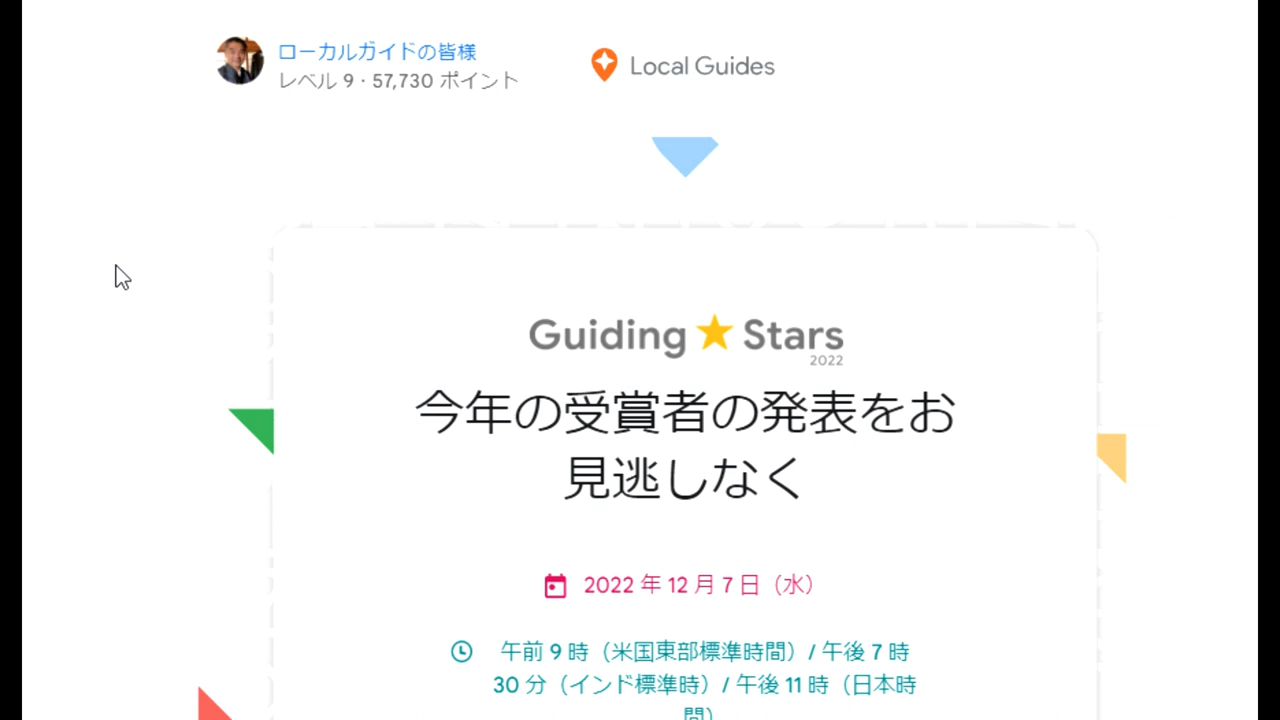 ローカルガイドの皆様
レベル 9・57,730 ポイント
Local Guides
Guiding Stars
2022
今年の受賞者の発表をお
見逃しなく
2022 年 12 月 7 日（水）
午前 9 時（米国東部標準時間）/ 午後 7 時
30 分（インド標準時）/ 午後 11 時（日本時
間）